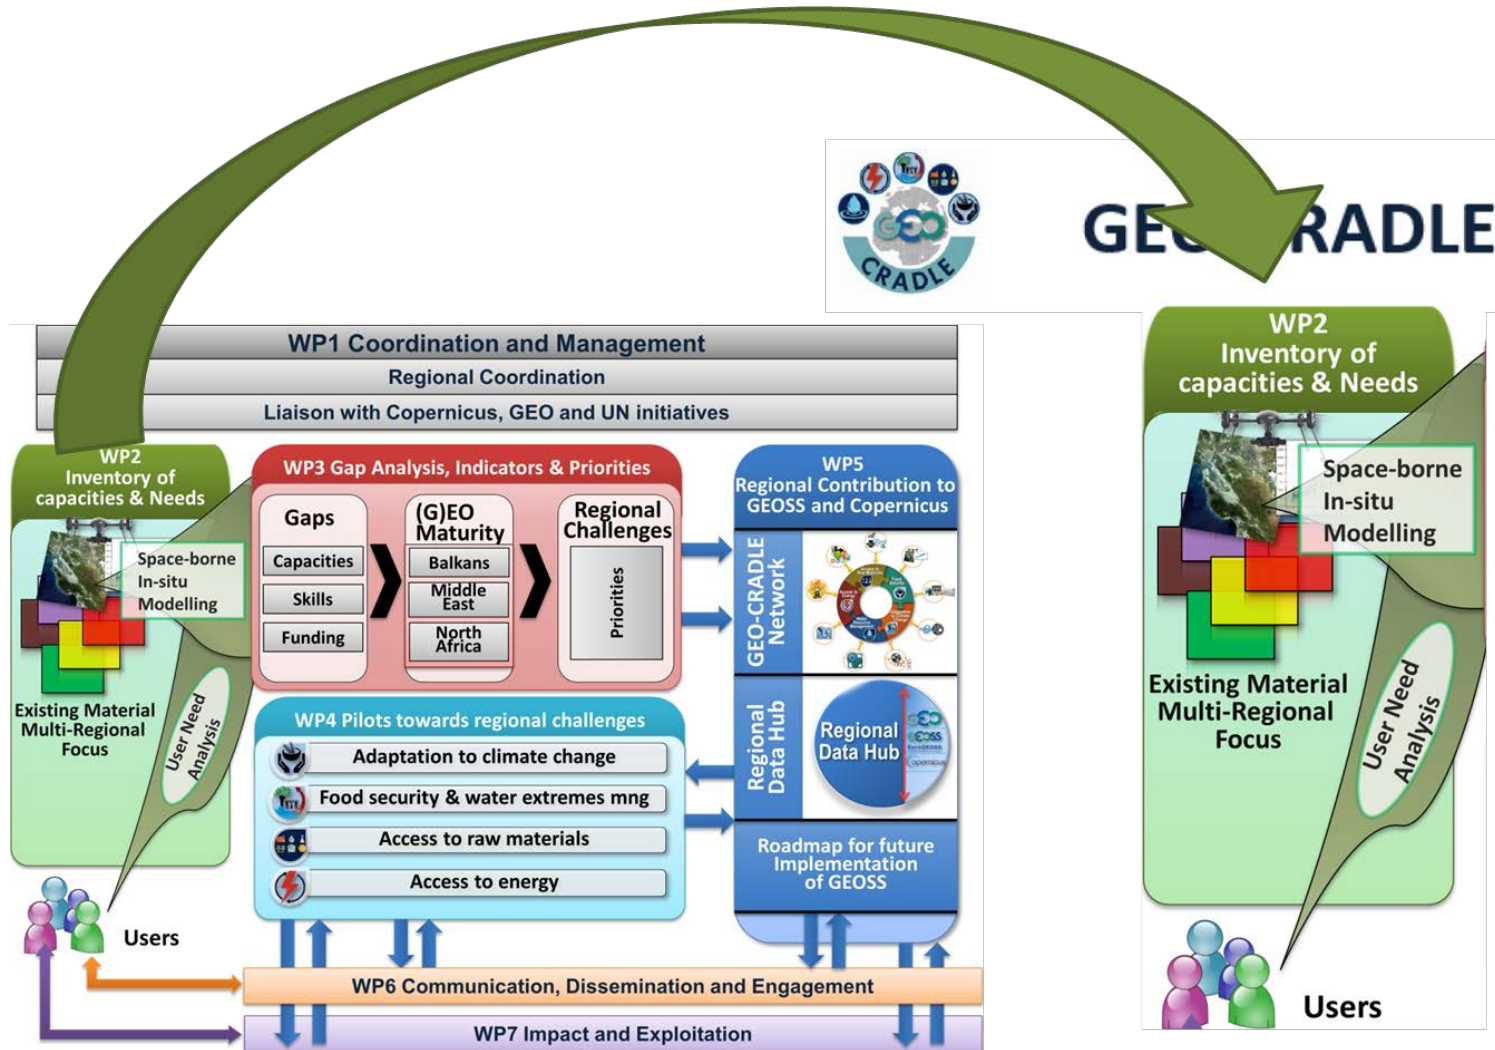 GEO
CRADLE
GEO CRADLE
WP1 Coordination and Management
Regional Coordination
Liaison with Copernicus, GEO and UN initiatives
WP2
Inventory of
capacities & Needs
Space-borne
In-situ
Modelling
Existing Material
Multi-Regional
Focus
User Need
Analysis
Users
WP3 Gap Analysis, Indicators & Priorities
Gaps
Capacities
Skills
Funding
(G)EO
Maturity
Balkans
Middle
East
North
Africa
Regional
Challenges
Priorities
WP4 Pilots towards regional challenges
Adaptation to climate change
Food security & water extremes mng
Access to raw materials
Access to energy
WP5
Regional Contribution to
GEOSS and Copernicus
GEO-CRADLE
Network
Regional
Data Hub
Regional
Data Hub
GEO
GEOSS
Copernicus
Roadmap for future
Implementation
of GEOSS
WP6 Communication, Dissemination and Engagement
WP7 Impact and Exploitation
WP2
Inventory of
capacities & Needs
Space-borne
In-situ
Modelling
Existing Material
Multi-Regional
Focus
User Need
Analysis
Users